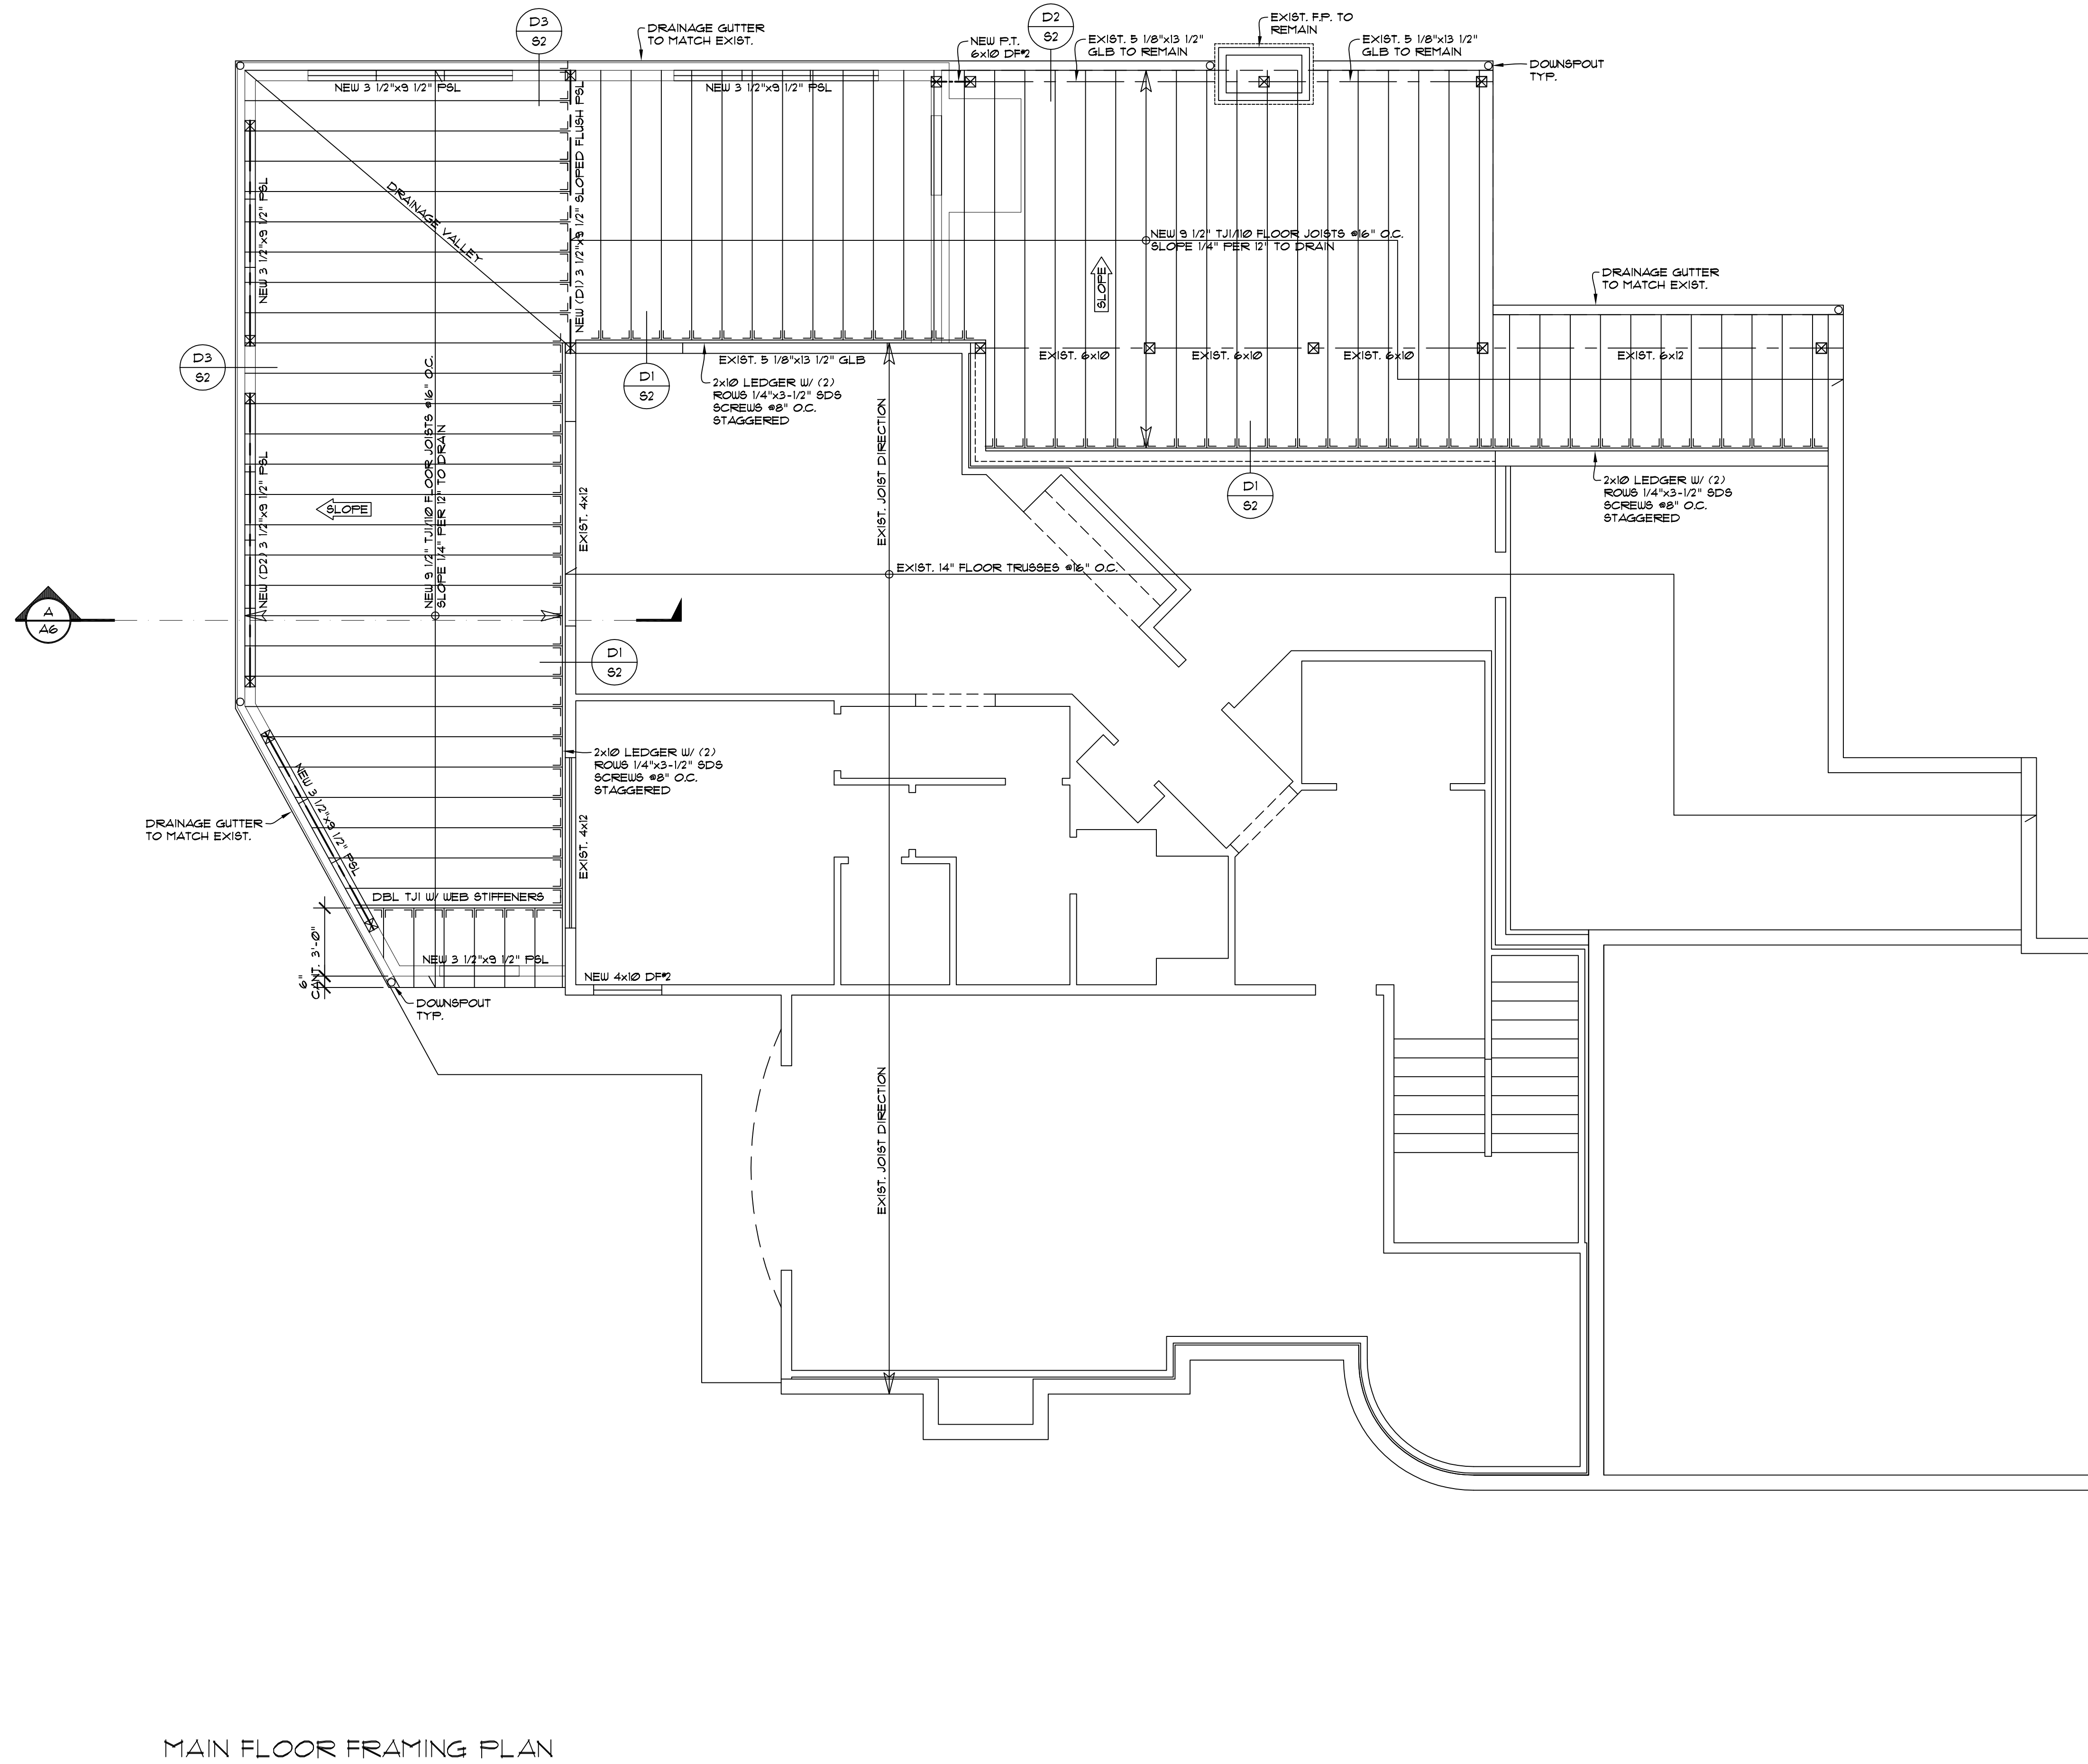 D3
S2
DRAINAGE GUTTER
TO MATCH EXIST.
D2
S2
NEW P.T.
6x10 DF#2
EXIST. 5 1/8"x13 1/2"
GLB TO REMAIN
EXIST. F.P. TO
REMAIN
EXIST. 5 1/8"x13 1/2"
GLB TO REMAIN
DOWNSPOUT
TYP.
NEW 3 1/2"x9 1/2" PSL
NEW 3 1/2"x9 1/2" PSL
NEW 3 1/2"x9 1/2" PSL
DRAINAGE VALLEY
NEW (D1) 3 1/2"x9 1/2" SLOPED FLUSH PSL
NEW 9 1/2" TJI/110 FLOOR JOISTS @16" O.C.
SLOPE 1/4" PER 12" TO DRAIN
SLOPE
DRAINAGE GUTTER
TO MATCH EXIST.
D3
S2
EXIST. 5 1/8"x13 1/2" GLB
D1
S2
2x10 LEDGER W/ (2)
ROWS 1/4"x3-1/2" SDS
SCREWS @8" O.C.
STAGGERED
EXIST. 6x10
EXIST. 6x10
EXIST. 6x10
EXIST. 6x12
NEW (D2) 3 1/2"x9 1/2" PSL
SLOPE
NEW 9 1/2" TJI/110 FLOOR JOISTS @16" O.C.
SLOPE 1/4" PER 12" TO DRAIN
EXIST. 4x12
EXIST. JOIST DIRECTION
D1
S2
2x10 LEDGER W/ (2)
ROWS 1/4"x3-1/2" SDS
SCREWS @8" O.C.
STAGGERED
EXIST. 14" FLOOR TRUSSES @16" O.C.
A
A6
D1
S2
2x10 LEDGER W/ (2)
ROWS 1/4"x3-1/2" SDS
SCREWS @8" O.C.
STAGGERED
NEW 3 1/2"x9 1/2" PSL
DRAINAGE GUTTER
TO MATCH EXIST.
EXIST. 4x12
DBL TJI W/ WEB STIFFENERS
6"
CANT. 3'-0"
NEW 3 1/2"x9 1/2" PSL
NEW 4x10 DF#2
DOWNSPOUT
TYP.
EXIST. JOIST DIRECTION
MAIN FLOOR FRAMING PLAN